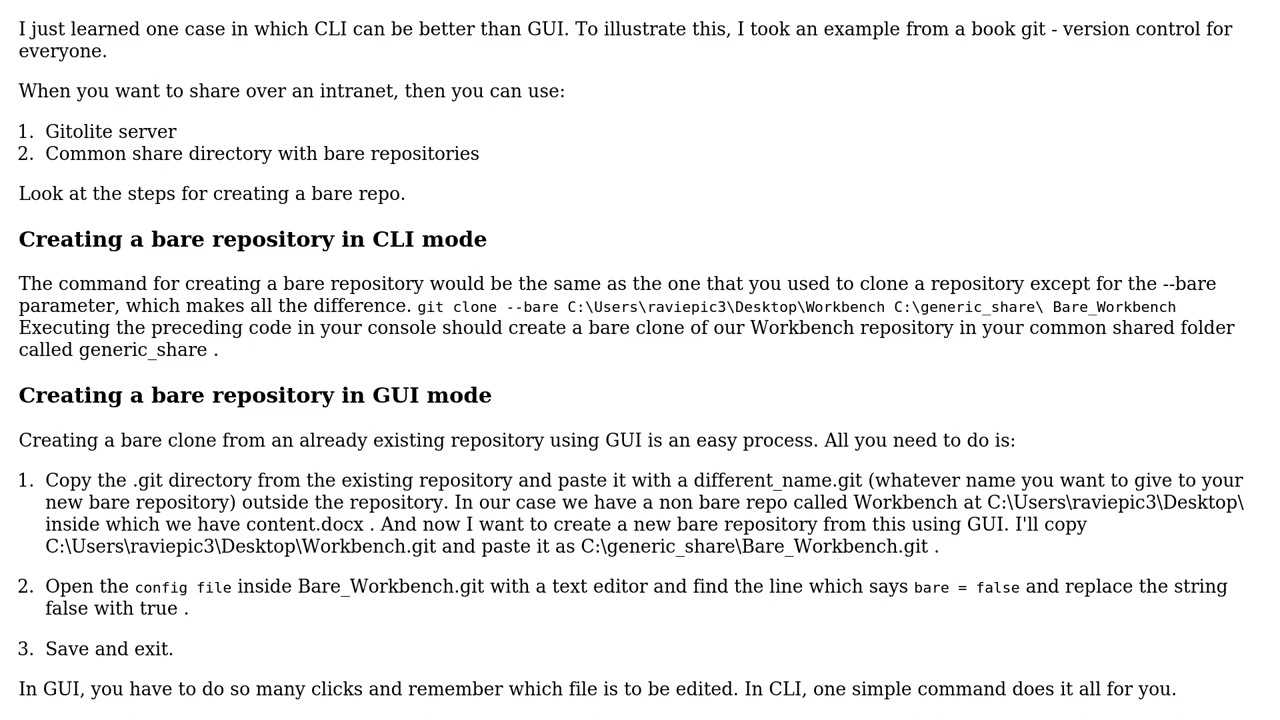 I just learned one case in which CLI can be better than GUI. To illustrate this, I took an example from a book git - version control for
everyone.
When you want to share over an intranet, then you can use:
1. Gitolite server
2. Common share directory with bare repositories
Look at the steps for creating a bare repo.
Creating a bare repository in CLI mode
The command for creating a bare repository would be the same as the one that you used to clone a repository except for the --bare
parameter, which makes all the difference. git clone --bare C:\Users\raviepic3\Desktop\Workbench C:\generic_share\ Bare_Workbench
Executing the preceding code in your console should create a bare clone of our Workbench repository in your common shared folder
called generic_share .
Creating a bare repository in GUI mode
Creating a bare clone from an already existing repository using GUI is an easy process. All you need to do is:
1. Copy the .git directory from the existing repository and paste it with a different_name.git (whatever name you want to give to your
new bare repository) outside the repository. In our case we have a non bare repo called Workbench at C:\Users\raviepic3\Desktop\
inside which we have content.docx . And now I want to create a new bare repository from this using GUI. I'll copy
C:\Users\raviepic3\Desktop\Workbench.git and paste it as C:\generic_share\Bare_Workbench.git .
2. Open the config file inside Bare_Workbench.git with a text editor and find the line which says bare = false and replace the string
false with true .
3. Save and exit.
In GUI, you have to do so many clicks and remember which file is to be edited. In CLI, one simple command does it all for you.